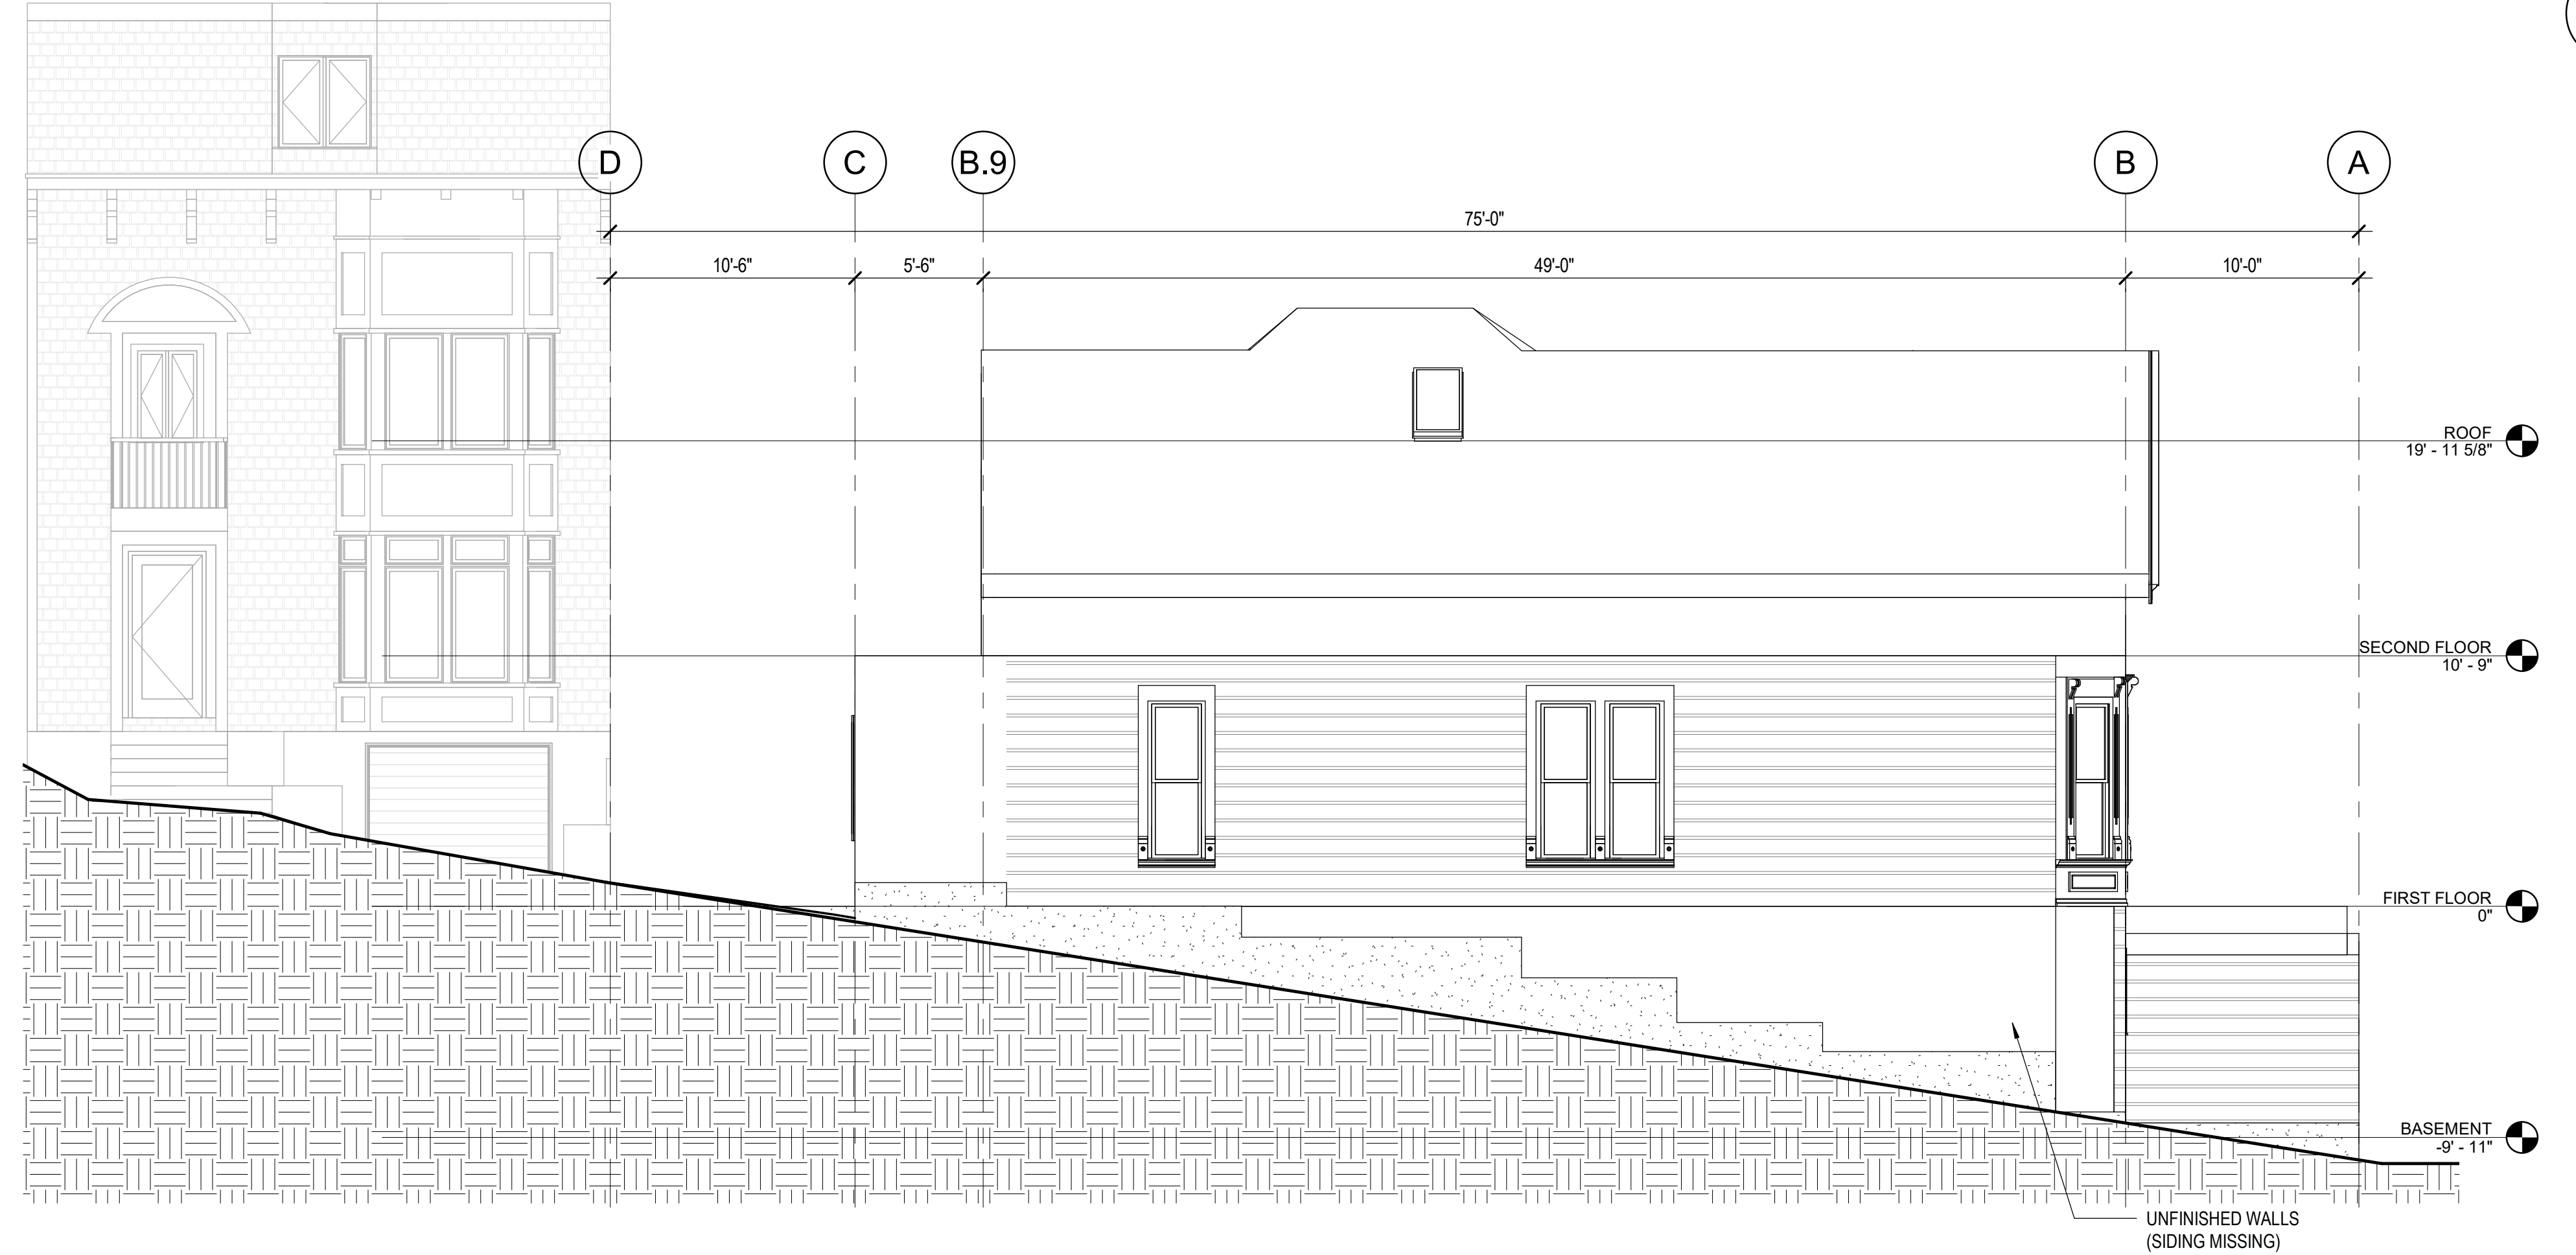 D
C
B.9
B
A
75'-0"
10'-6"
5'-6"
49'-0"
10'-0"
ROOF
19' - 11 5/8"
SECOND FLOOR
10' - 9"
FIRST FLOOR
0"
BASEMENT
-9' - 11"
UNFINISHED WALLS
(SIDING MISSING)